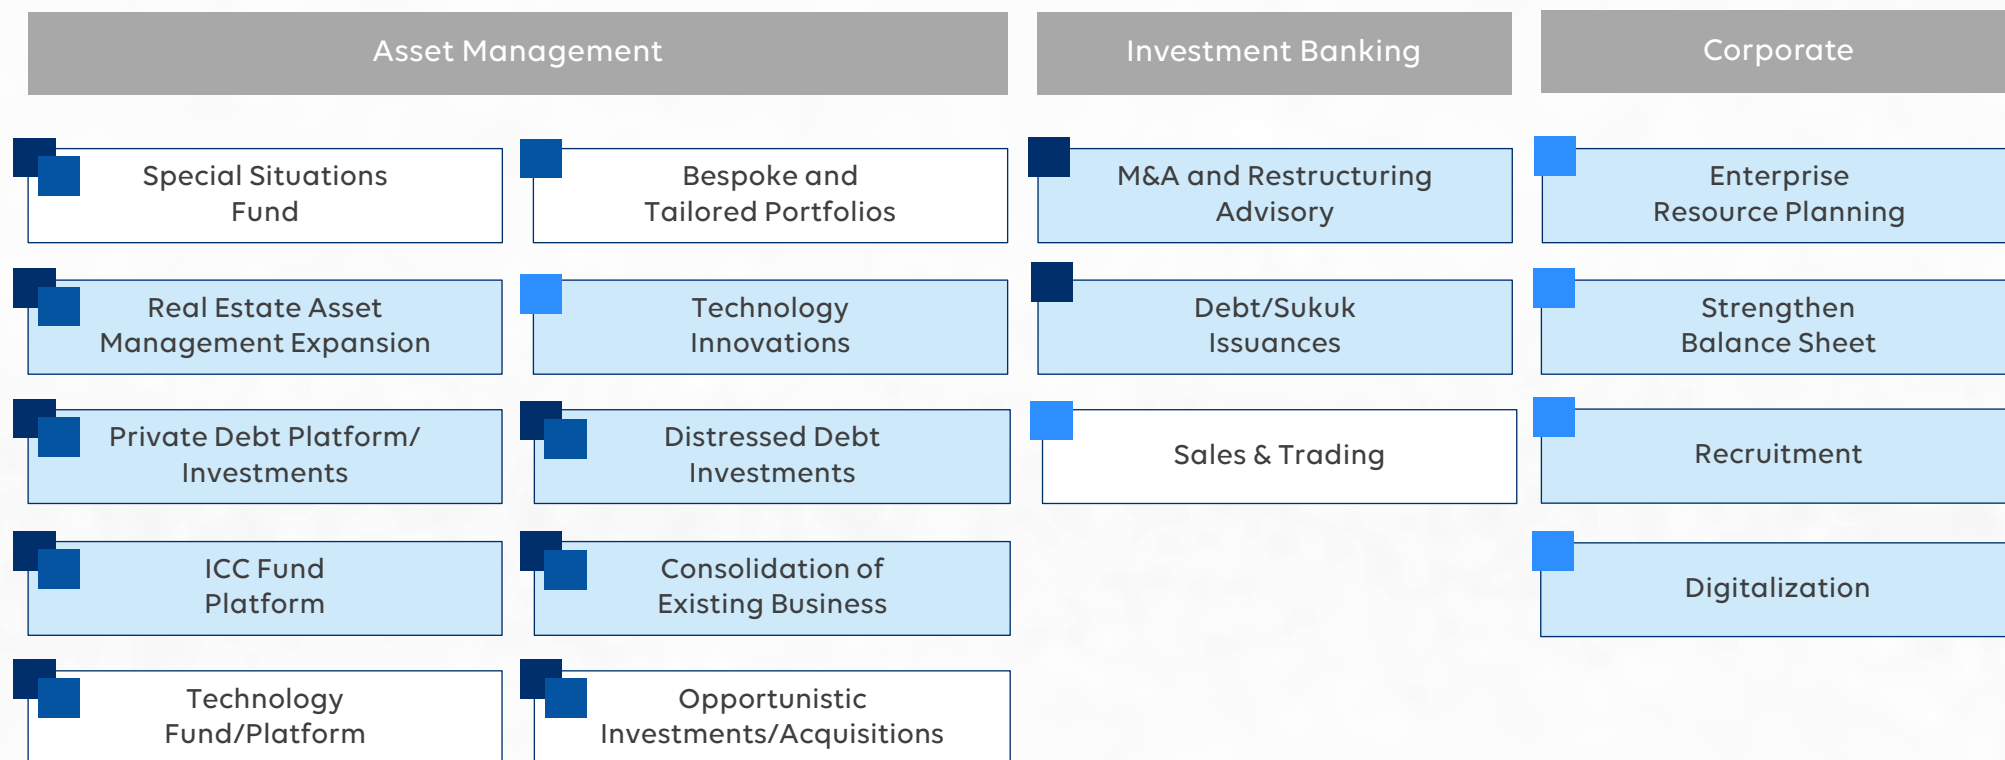 Asset Management
Investment Banking
Corporate
Special Situations
Fund
Bespoke and
Tailored Portfolios
M&A and Restructuring
Advisory
Enterprise
Resource Planning
Real Estate Asset
Management Expansion
Technology
Innovations
Debt/Sukuk
Issuances
Strengthen
Balance Sheet
Private Debt Platform/
Investments
Distressed Debt
Investments
Sales & Trading
Recruitment
ICC Fund
Platform
Consolidation of
Existing Business
Digitalization
Technology
Fund/Platform
Opportunistic
Investments/Acquisitions